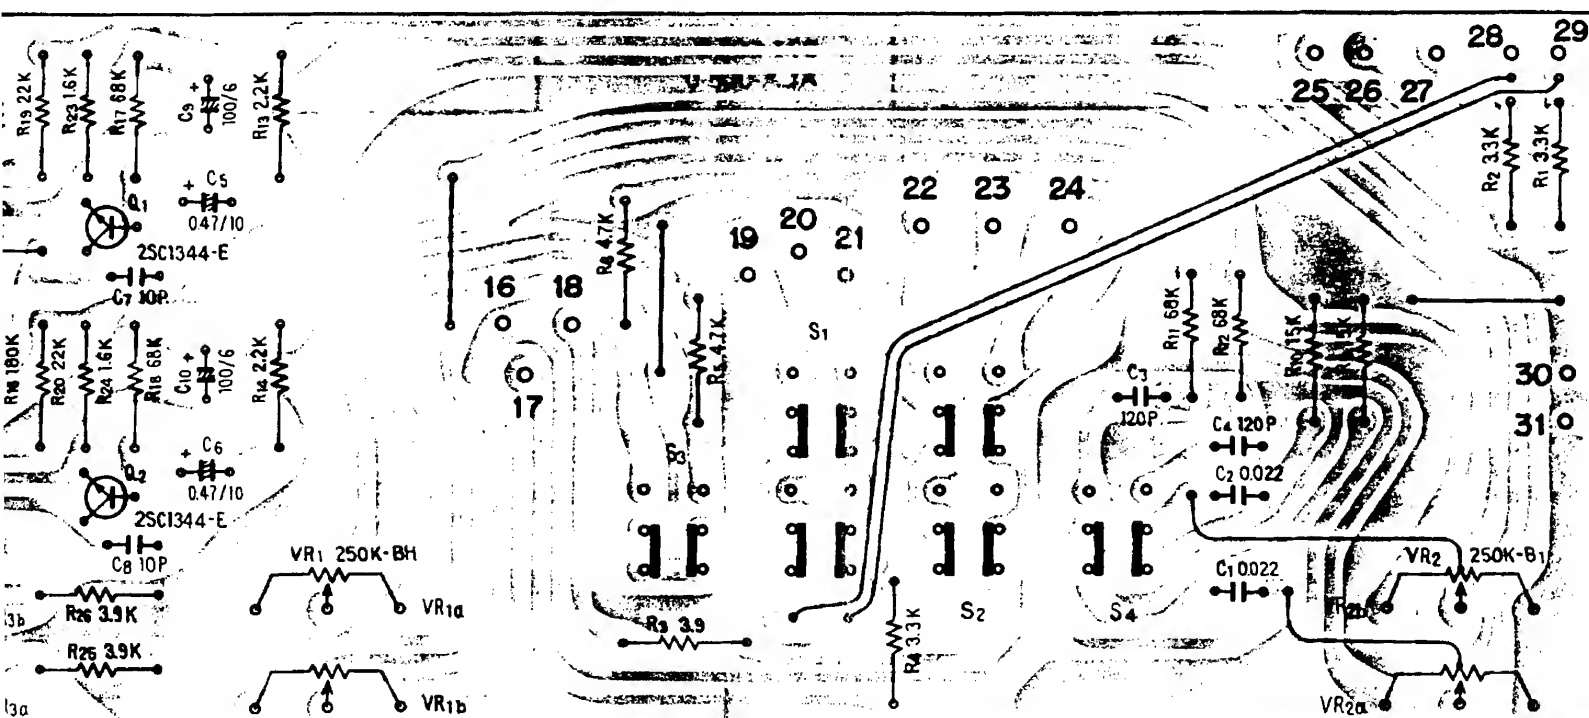 28 29
25 26 27
R19 22K
R23 1.6K
R17 68K
C9 +
100/6
R13 2.2K
R2 3.3K
R1 3.3K
+ C5
0.47/10
Q1
2SC1344-E
C7 10P
22 23 24
20
19 21
R6 4.7K
16 18
17
S1
R5 4.7K
R11 68K
R12 68K
R10 15K
C3
120P
C4 120P
C2 0.022
30
31
R18 68K
R16 180K
R20 22K
R24 1.6K
C10 +
100/6
R14 2.2K
+ C6
0.47/10
Q2
2SC1344-E
C8 10P
VR1 250K-BH
VR1a
VR2 250K-B1
C1 0.022
VR2b
3b
R26 3.9K
R3 3.9
R4 3.3K
S2
S4
R25 3.9K
VR1b
VR2a
13a